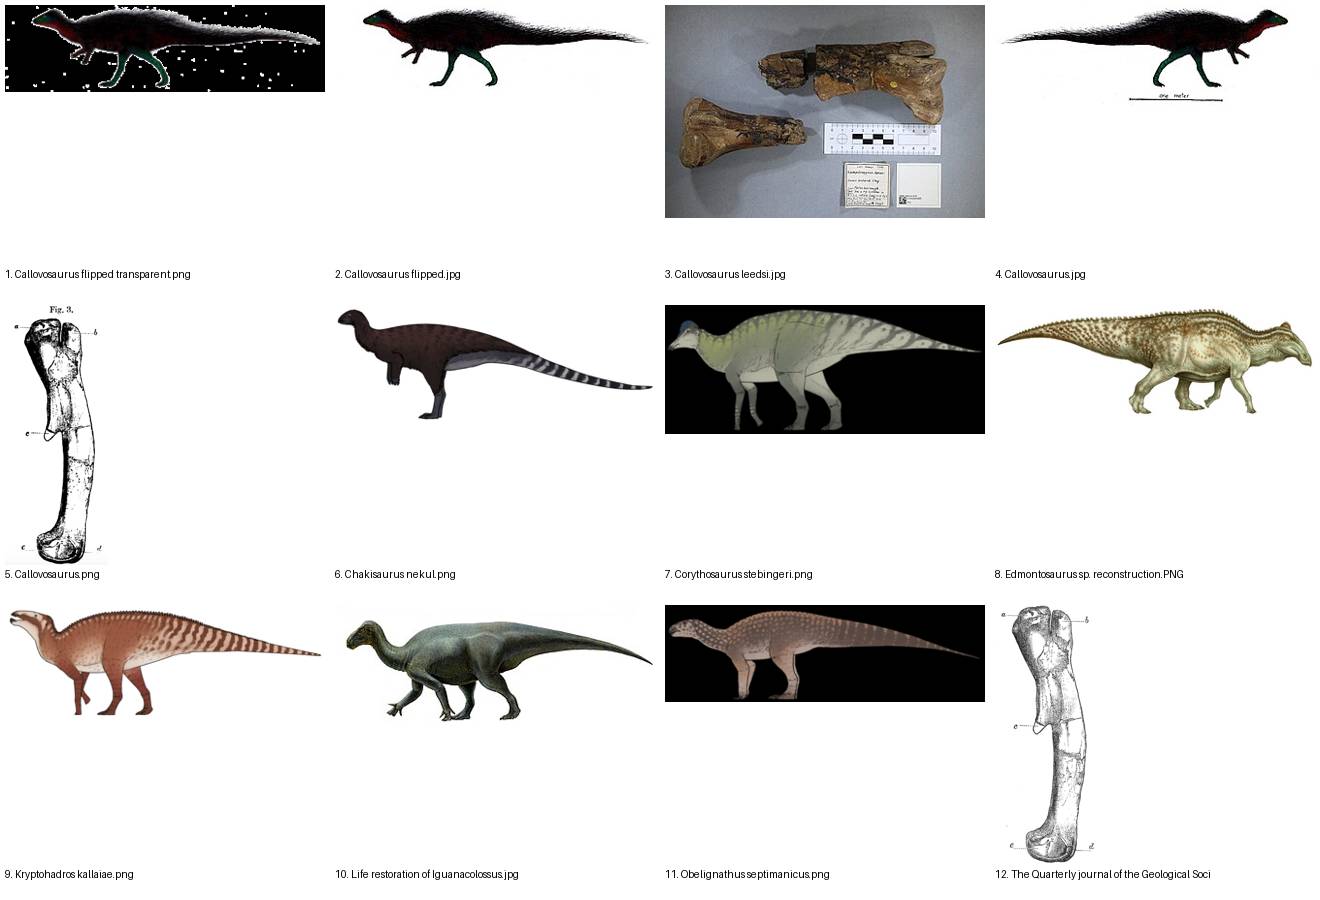 one meter
1. Callovosaurus flipped transparent.png
2. Callovosaurus flipped.jpg
3. Callovosaurus leedsi.jpg
4. Callovosaurus.jpg
Fig. 3,
a
b
e
c
d
5. Callovosaurus.png
6. Chakisaurus nekul.png
7. Corythosaurus stebingeri.png
8. Edmontosaurus sp. reconstruction.PNG
a
b
e
c
d
9. Kryptohadros kallaiae.png
10. Life restoration of Iguanacolossus.jpg
11. Obelignathus septimanicus.png
12. The Quarterly journal of the Geological Soci